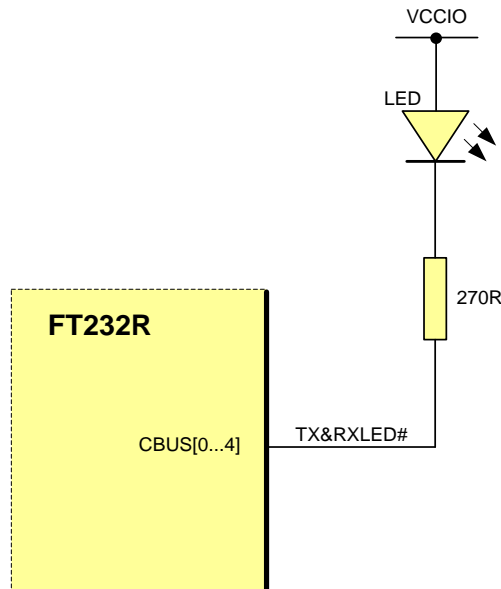 VCCIO
LED
270R
FT232R
CBUS[0...4]
TX&RXLED#